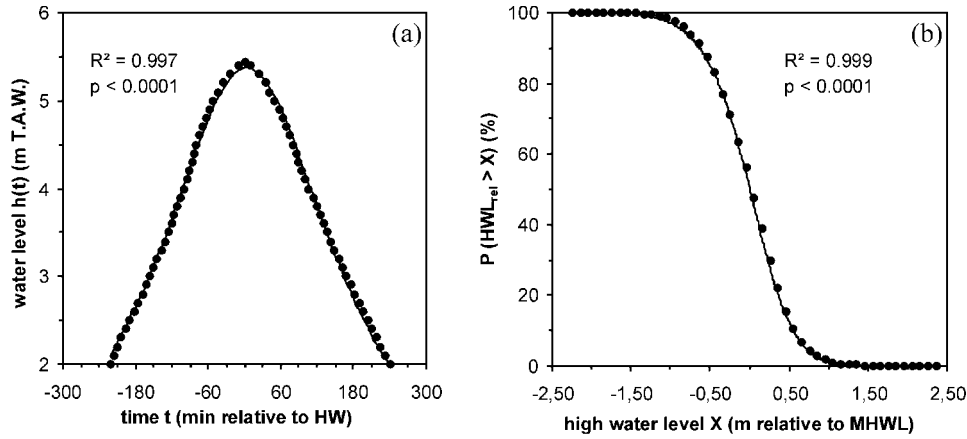 (a)
R² = 0.997
p < 0.0001
water level h(t) (m T.A.W.)
6
5
4
3
2
-300 -180 -60 60 180 300
time t (min relative to HW)
(b)
R² = 0.999
p < 0.0001
P (HWLrel > X) (%)
100
80
60
40
20
0
-2,50 -1,50 -0,50 0,50 1,50 2,50
high water level X (m relative to MHWL)